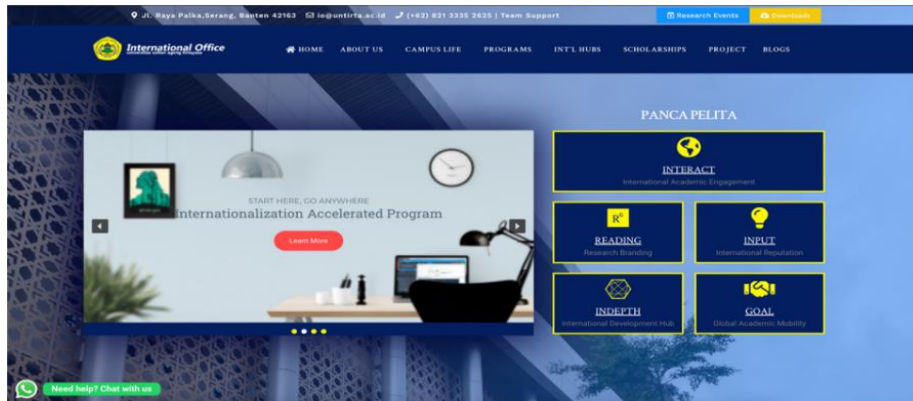 Jl. Raya Palka,Serang, Banten 42163 io@untirta.ac.id (+62) 831 3335 2625 | Team Support
Research Events
Downloads
International Office
HOME ABOUT US CAMPUS LIFE PROGRAMS INT'L HUBS SCHOLARSHIPS PROJECT BLOGS
START HERE, GO ANYWHERE
Internationalization Accelerated Program
Learn More
PANCA PELITA
INTERACT
International Academic Engagement
READING
Research Branding
INPUT
International Reputation
INDEPTH
International Development Hub
GOAL
Global Academic Mobility
Need help? Chat with us